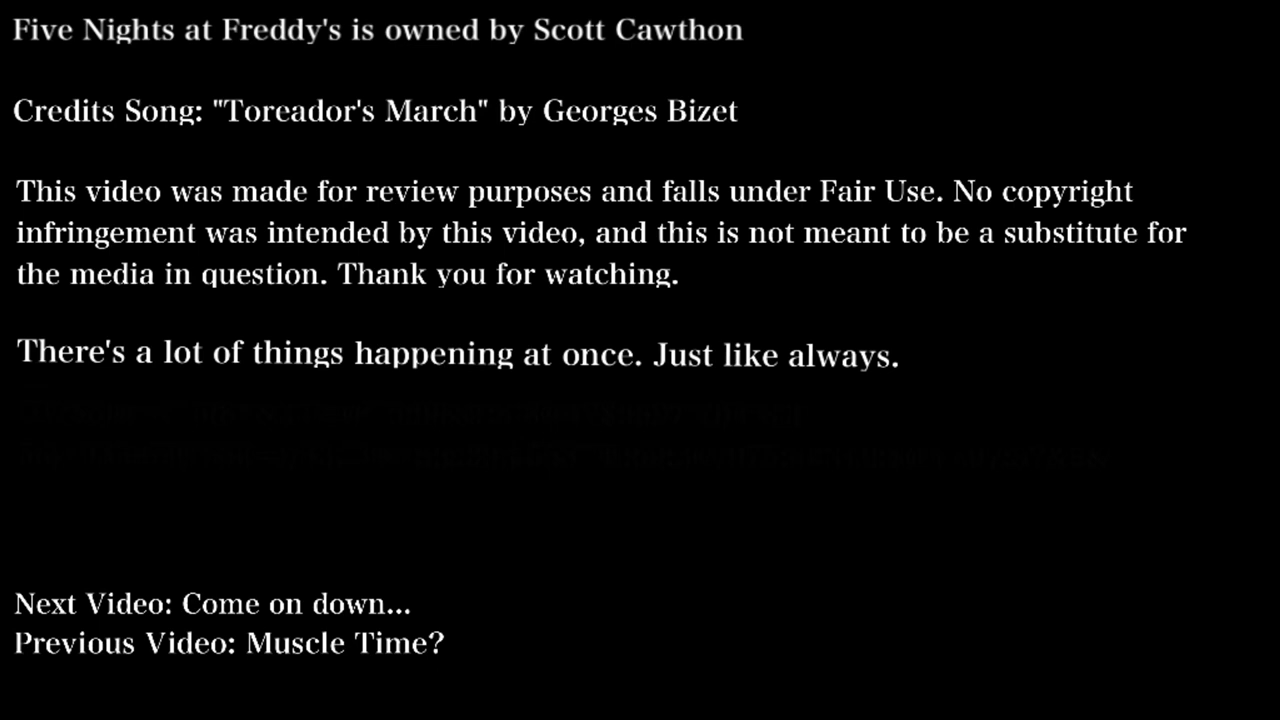 Five Nights at Freddy's is owned by Scott Cawthon
Credits Song: "Toreador's March" by Georges Bizet
This video was made for review purposes and falls under Fair Use. No copyright
infringement was intended by this video, and this is not meant to be a substitute for
the media in question. Thank you for watching.
There's a lot of things happening at once. Just like always.
Next Video: Come on down...
Previous Video: Muscle Time?